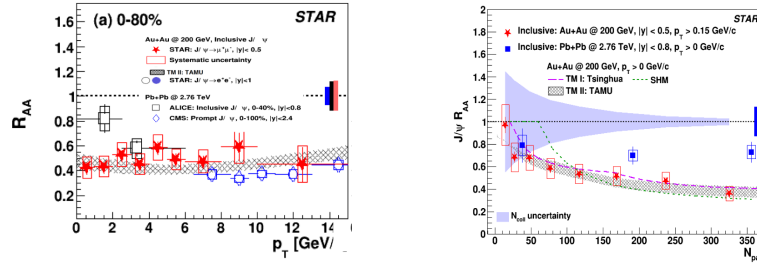 (a) 0-80%
STAR
Au+Au @ 200 GeV, Inclusive J/ψ
STAR: J/ψ→μ⁺μ⁻, |y|< 0.5
Systematic uncertainty
TM II: TAMU
STAR: J/ψ→e⁺e⁻, |y|<1
Pb+Pb @ 2.76 TeV
ALICE: Inclusive J/ψ, 0-40%, |y|<0.8
CMS: Prompt J/ψ, 0-100%, |y|<2.4
R_AA
2
1.8
1.6
1.4
1.2
1
0.8
0.6
0.4
0.2
0
0 2 4 6 8 10 12 14
p_T [GeV/
STAR
Inclusive: Au+Au @ 200 GeV, |y| < 0.5, p_T > 0.15 GeV/c
Inclusive: Pb+Pb @ 2.76 TeV, |y| < 0.8, p_T > 0 GeV/c
Au+Au @ 200 GeV, p_T > 0 GeV/c
TM I: Tsinghua
SHM
TM II: TAMU
N_coll uncertainty
J/ψ R_AA
2
1.8
1.6
1.4
1.2
1
0.8
0.6
0.4
0.2
0
0 50 100 150 200 250 300 350
N_pa